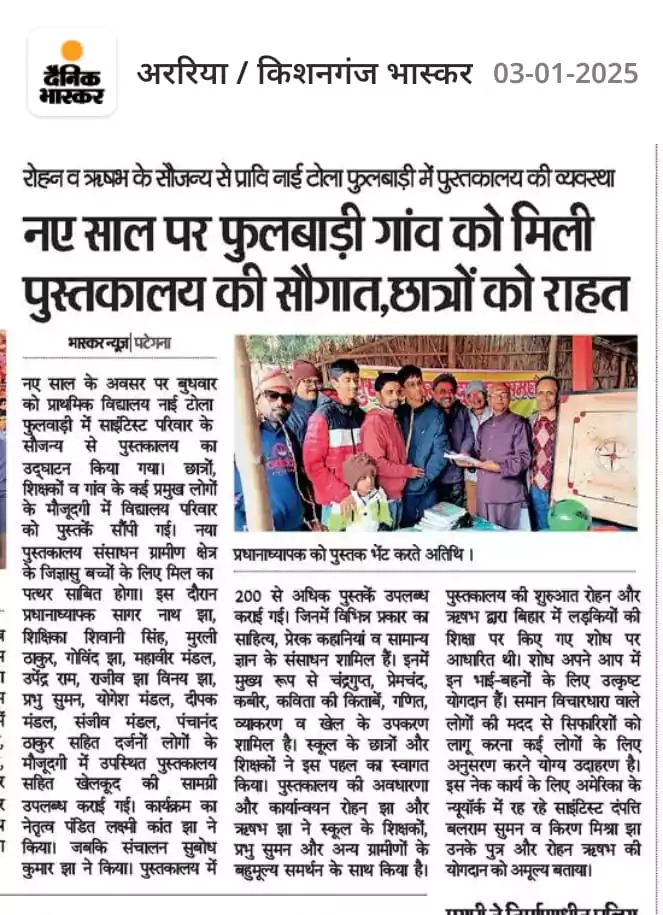 दैनिक
भास्कर
अररिया / किशनगंज भास्कर 03-01-2025
रोहन व ऋषभ के सौजन्य से प्रावि नाई टोला फुलबाड़ी में पुस्तकालय की व्यवस्था
नए साल पर फुलबाड़ी गांव को मिली
पुस्तकालय की सौगात,छात्रों को राहत
भास्कर न्यूज|पटेगना
नए साल के अवसर पर बुधवार
को प्राथमिक विद्यालय नाई टोला
फुलवाड़ी में साइंटिस्ट परिवार के
सौजन्य से पुस्तकालय का
उद्घाटन किया गया। छात्रों,
शिक्षकों व गांव के कई प्रमुख लोगों
के मौजूदगी में विद्यालय परिवार
को पुस्तकें सौंपी गई। नया
पुस्तकालय संसाधन ग्रामीण क्षेत्र
के जिज्ञासु बच्चों के लिए मिल का
पत्थर साबित होगा। इस दौरान
प्रधानाध्यापक सागर नाथ झा,
शिक्षिका शिवानी सिंह, मुरली
ठाकुर, गोविंद झा, महावीर मंडल,
उपेंद्र राम, राजीव झा विनय झा,
प्रभु सुमन, योगेश मंडल, दीपक
मंडल, संजीव मंडल, पंचानंद
ठाकुर सहित दर्जनों लोगों के
मौजूदगी में उपस्थित पुस्तकालय
सहित खेलकूद की सामग्री
उपलब्ध कराई गई। कार्यक्रम का
नेतृत्व पंडित लक्ष्मी कांत झा ने
किया। जबकि संचालन सुबोध
कुमार झा ने किया। पुस्तकालय में
प्रधानाध्यापक को पुस्तक भेंट करते अतिथि।
200 से अधिक पुस्तकें उपलब्ध
कराई गई। जिनमें विभिन्न प्रकार का
साहित्य, प्रेरक कहानियां व सामान्य
ज्ञान के संसाधन शामिल हैं। इनमें
मुख्य रूप से चंद्रगुप्त, प्रेमचंद,
कबीर, कविता की किताबें, गणित,
व्याकरण व खेल के उपकरण
शामिल है। स्कूल के छात्रों और
शिक्षकों ने इस पहल का स्वागत
किया। पुस्तकालय की अवधारणा
और कार्यान्वयन रोहन झा और
ऋषभ झा ने स्कूल के शिक्षकों,
प्रभु सुमन और अन्य ग्रामीणों के
बहुमूल्य समर्थन के साथ किया है।
पुस्तकालय की शुरुआत रोहन और
ऋषभ द्वारा बिहार में लड़कियों की
शिक्षा पर किए गए शोध पर
आधारित थी। शोध अपने आप में
इन भाई-बहनों के लिए उत्कृष्ट
योगदान हैं। समान विचारधारा वाले
लोगों की मदद से सिफारिशों को
लागू करना कई लोगों के लिए
अनुसरण करने योग्य उदाहरण है।
इस नेक कार्य के लिए अमेरिका के
न्यूयॉर्क में रह रहे साइंटिस्ट दंपत्ति
बलराम सुमन व किरण मिश्रा झा
उनके पुत्र और रोहन ऋषभ की
योगदान को अमूल्य बताया।